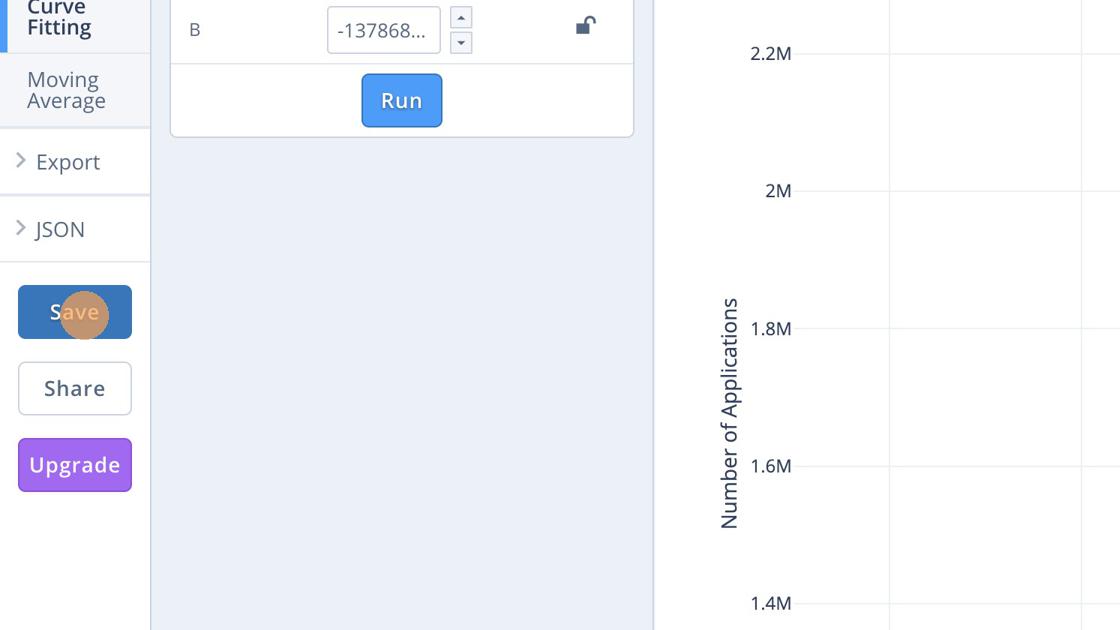 Curve
Fitting
Moving
Average
Export
JSON
Save
Share
Upgrade
B
-137868...
Run
2.2M
2M
1.8M
1.6M
1.4M
Number of Applications